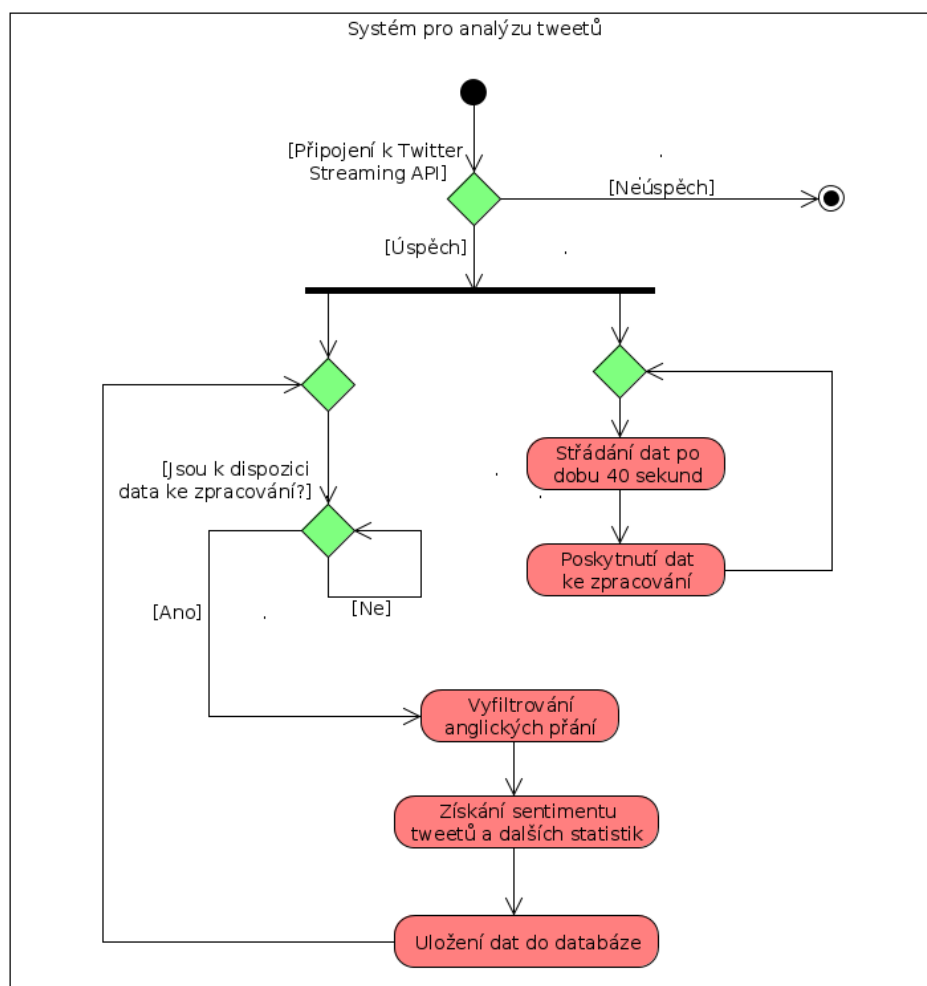 Systém pro analýzu tweetů
[Připojení k Twitter
Streaming API]
[Neúspěch]
[Úspěch]
[Jsou k dispozici
data ke zpracování?]
Střádání dat po
dobu 40 sekund
Poskytnutí dat
ke zpracování
[Ano]
[Ne]
Vyfiltrování
anglických přání
Získání sentimentu
tweetů a dalších statistik
Uložení dat do databáze